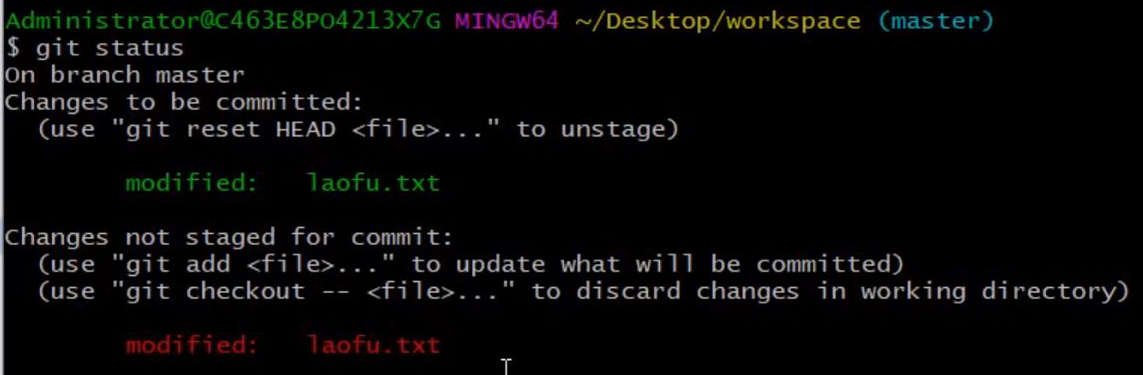 Administrator@C463E8PO4213X7G MINGW64 ~/Desktop/workspace (master)
$ git status
On branch master
Changes to be committed:
  (use "git reset HEAD <file>..." to unstage)
        modified:   laofu.txt
Changes not staged for commit:
  (use "git add <file>..." to update what will be committed)
  (use "git checkout -- <file>..." to discard changes in working directory)
        modified:   laofu.txt